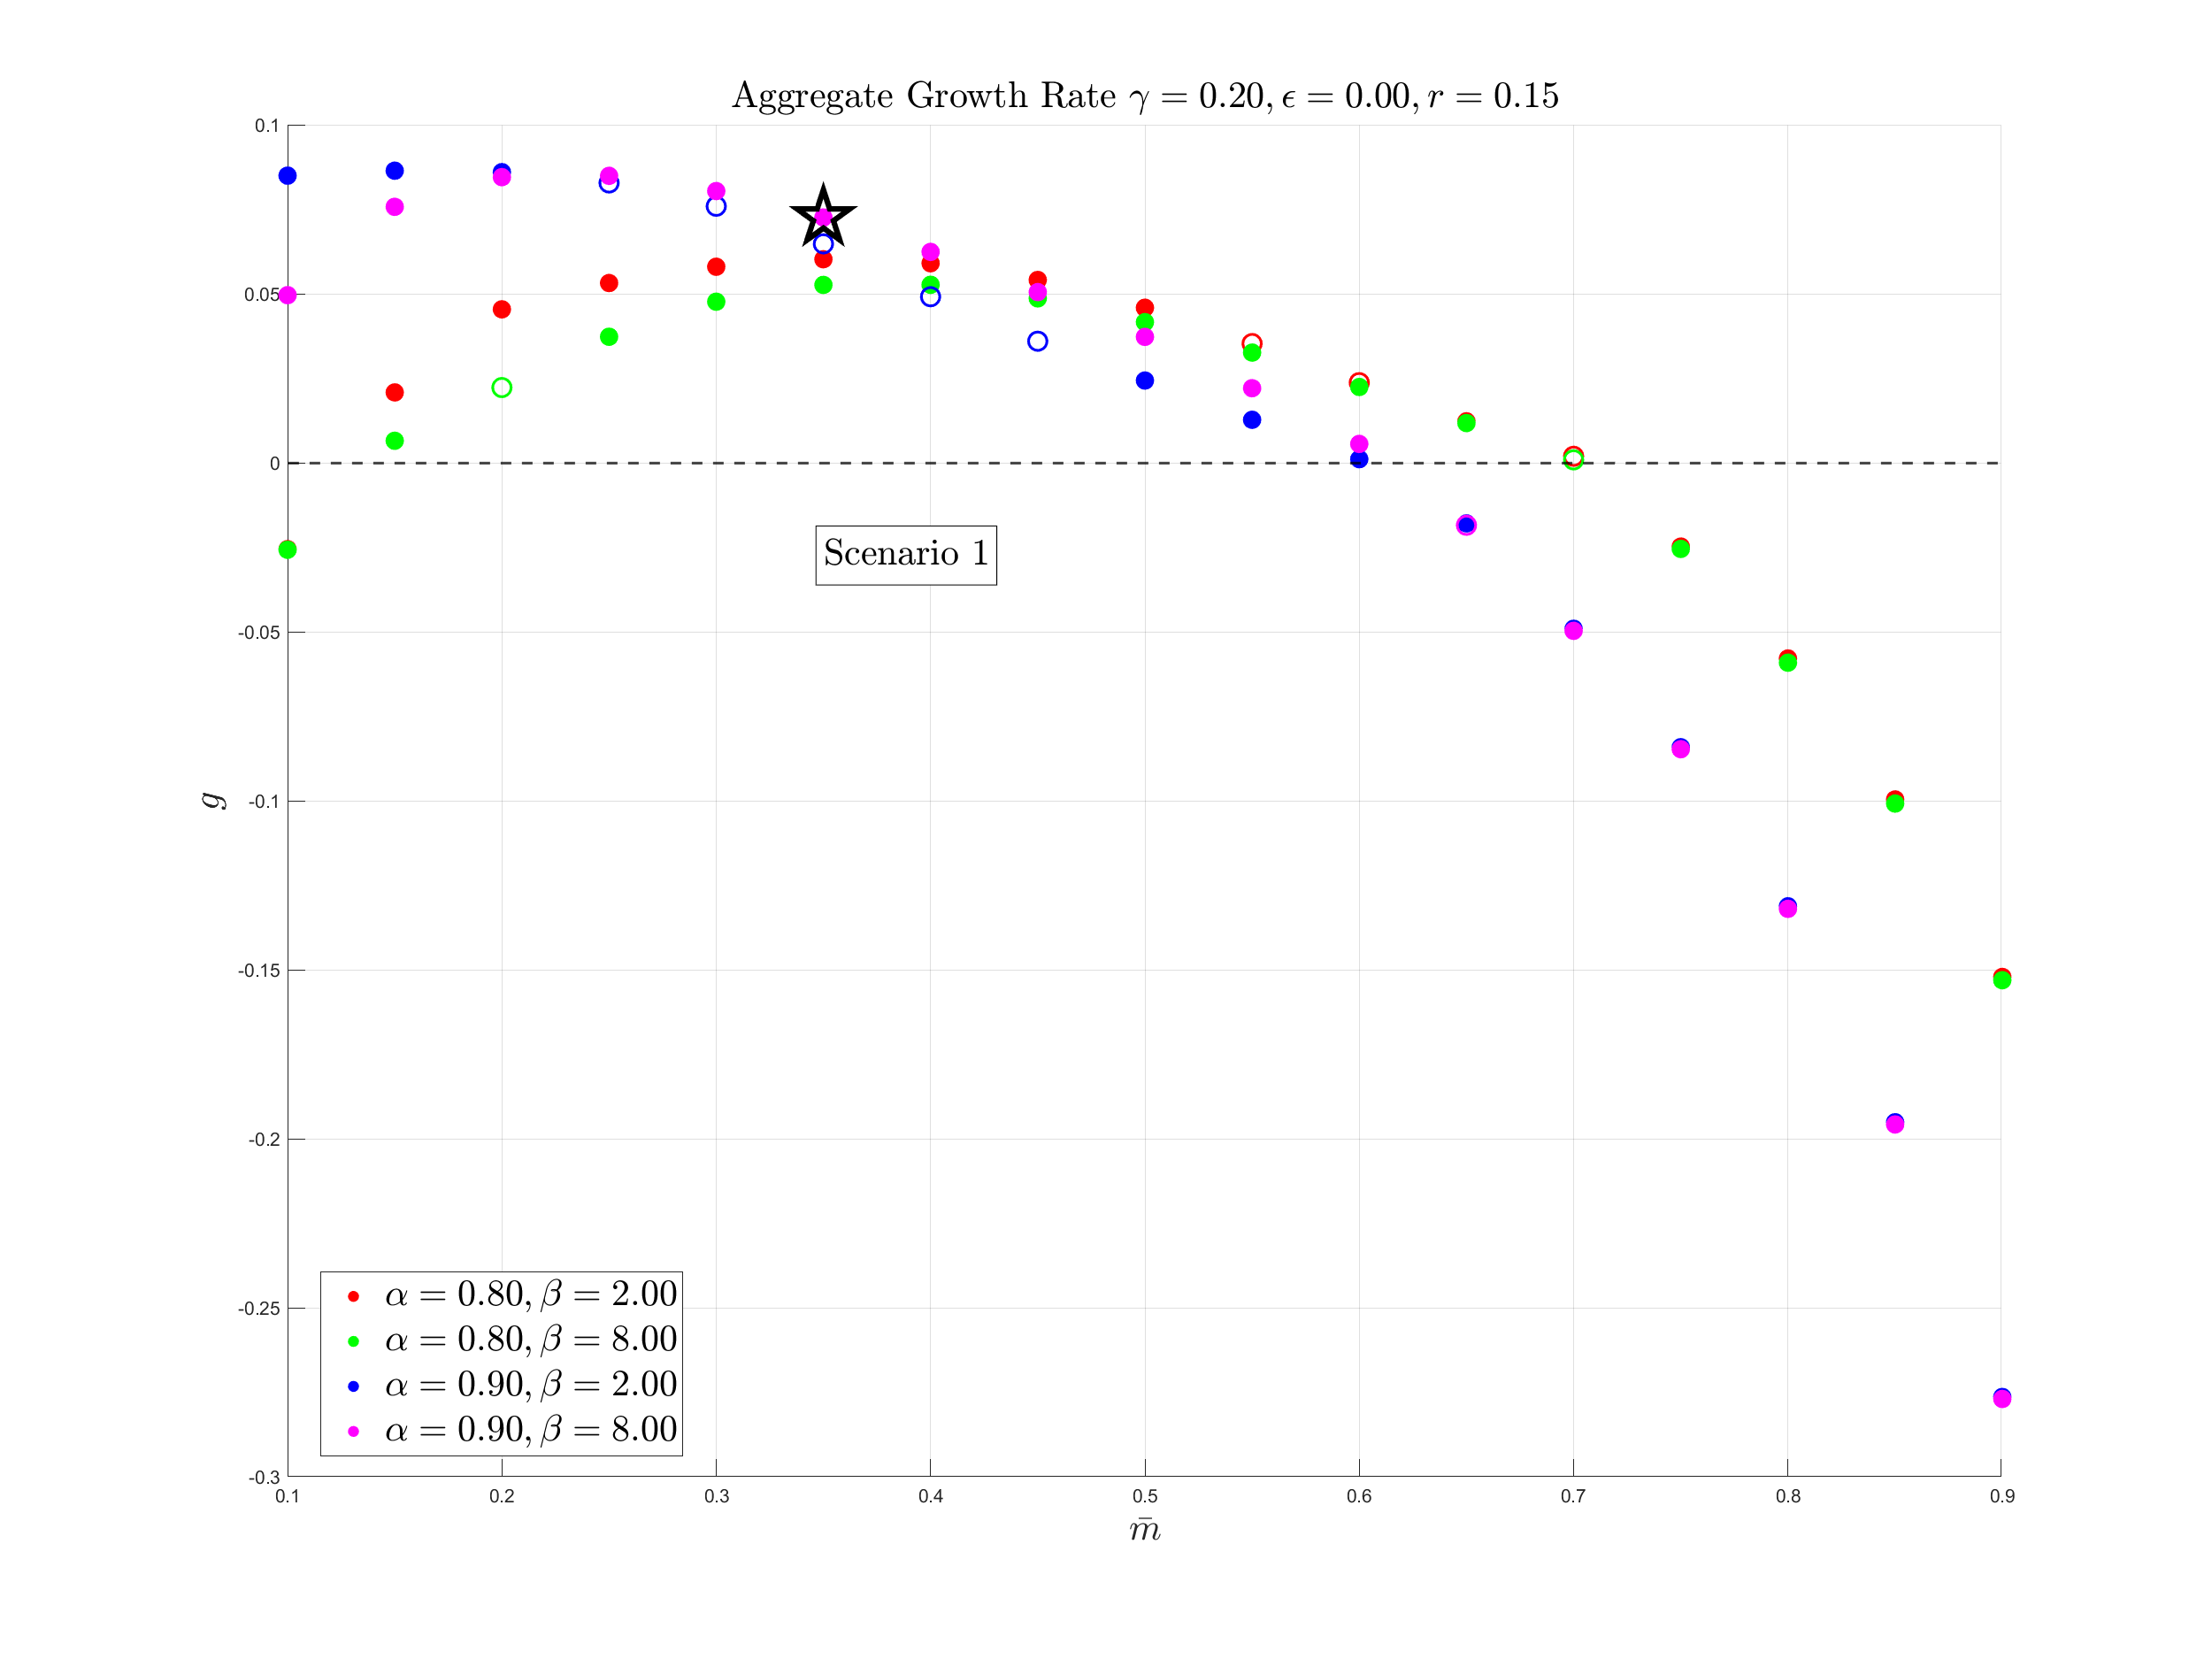 Aggregate Growth Rate γ = 0.20, ϵ = 0.00, r = 0.15
0.1
0.05
0
-0.05
-0.1
-0.15
-0.2
-0.25
-0.3
g
Scenario 1
α = 0.80, β = 2.00
α = 0.80, β = 8.00
α = 0.90, β = 2.00
α = 0.90, β = 8.00
0.1 0.2 0.3 0.4 0.5 0.6 0.7 0.8 0.9
m̄